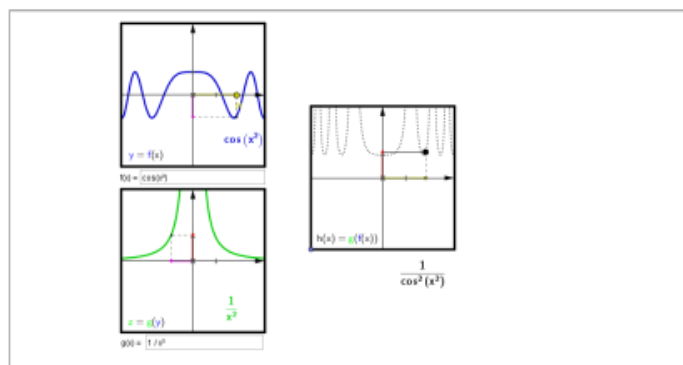 cos (x²)
y = f(x)
f(x) = cos(x²)
1
x²
z = g(y)
g(x) = 1 / x²
h(x) = g(f(x))
1
cos² (x²)